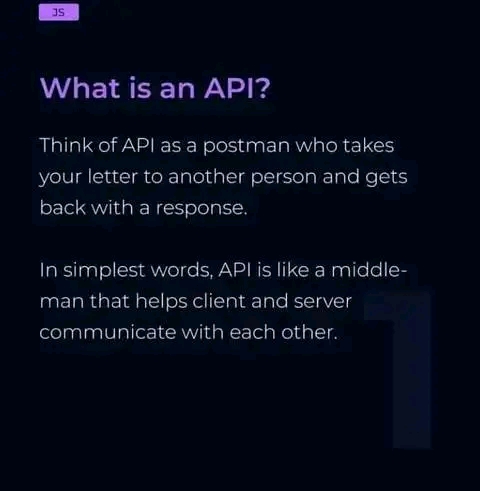 JS
What is an API?
Think of API as a postman who takes
your letter to another person and gets
back with a response.
In simplest words, API is like a middle-
man that helps client and server
communicate with each other.
1